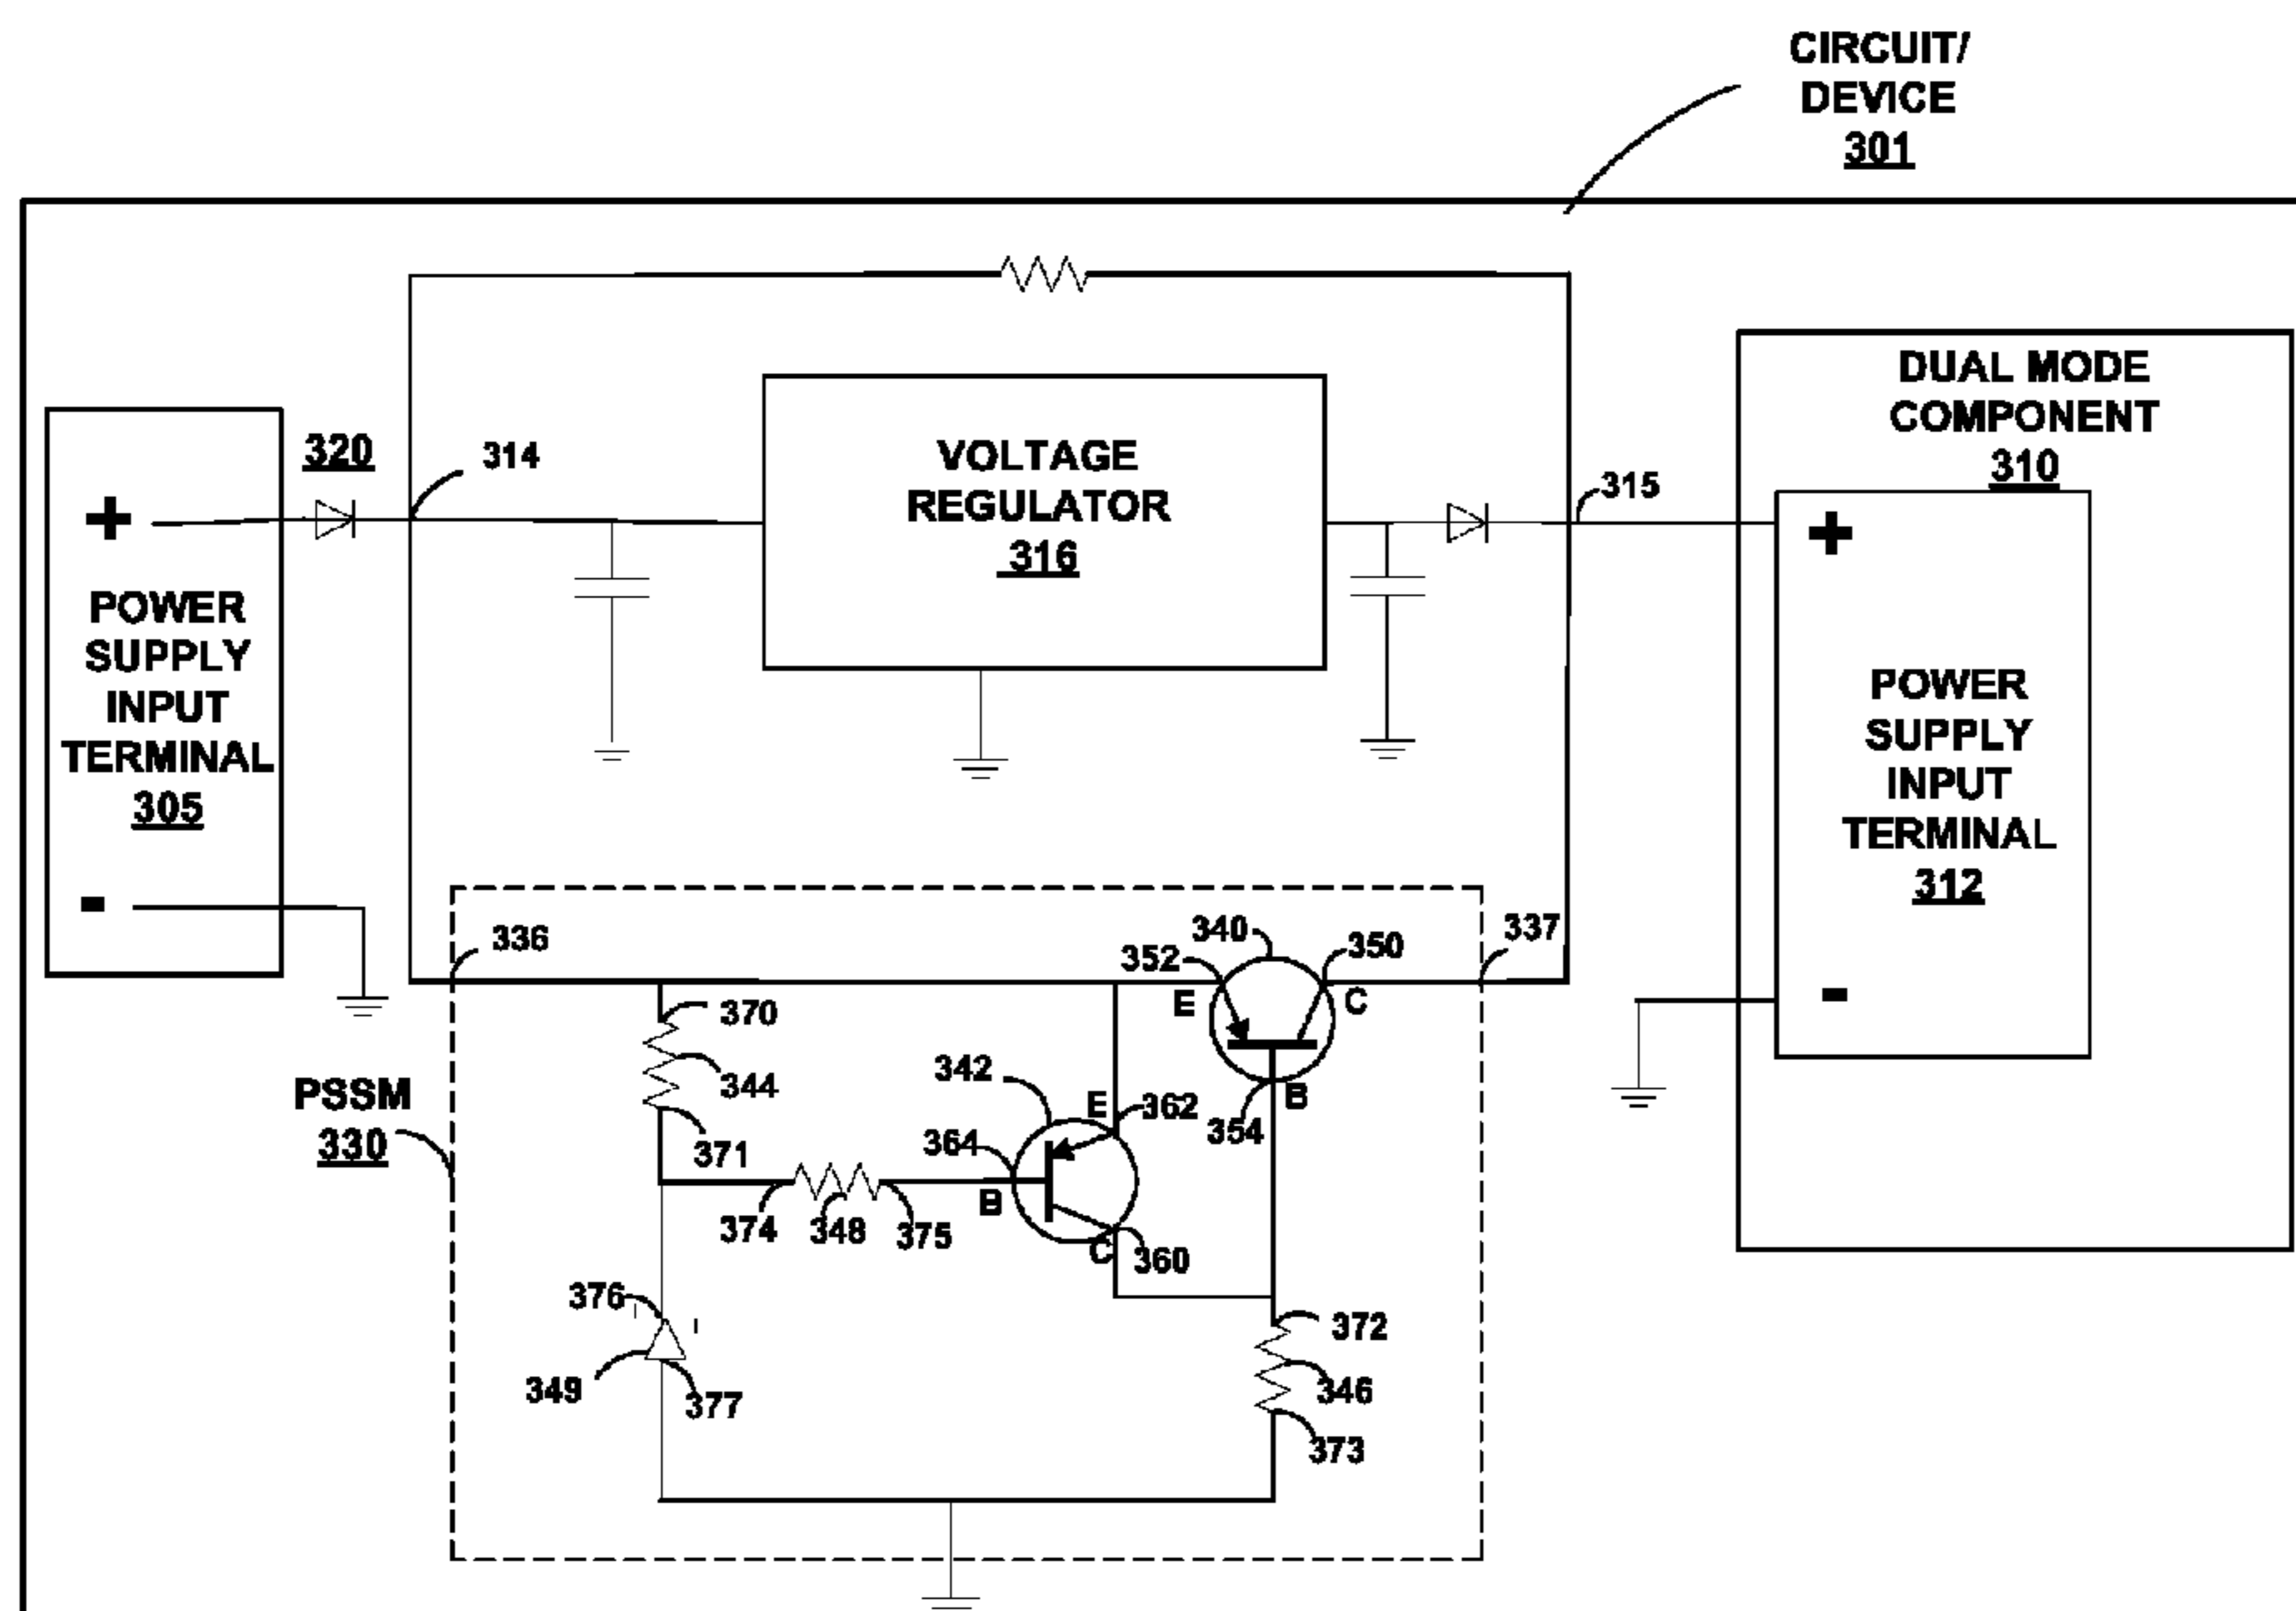 CIRCUIT/
DEVICE
301
320
314
VOLTAGE
REGULATOR
316
315
DUAL MODE
COMPONENT
310
+
POWER
SUPPLY
INPUT
TERMINAL
305
-
+
POWER
SUPPLY
INPUT
TERMINAL
312
-
336
352
340
350
337
E
C
370
344
371
342
E
362
354
B
364
B
374
348
375
C
360
PSSM
330
376
349
377
372
346
373